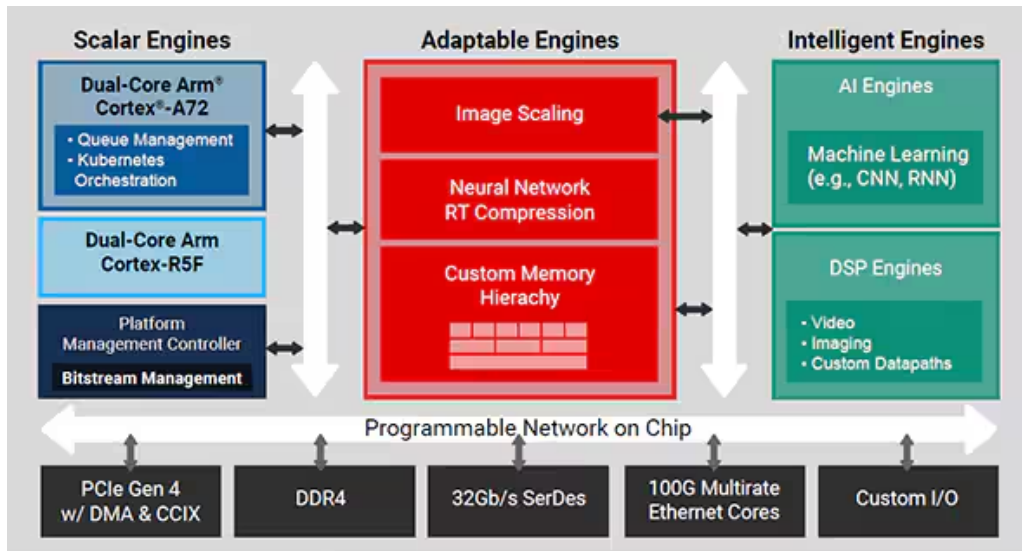 Scalar Engines
Dual-Core Arm®
Cortex®-A72
• Queue Management
• Kubernetes
Orchestration
Dual-Core Arm
Cortex-R5F
Platform
Management Controller
Bitstream Management
Adaptable Engines
Image Scaling
Neural Network
RT Compression
Custom Memory
Hierachy
Intelligent Engines
AI Engines
Machine Learning
(e.g., CNN, RNN)
DSP Engines
• Video
• Imaging
• Custom Datapaths
Programmable Network on Chip
PCIe Gen 4
w/ DMA & CCIX
DDR4
32Gb/s SerDes
100G Multirate
Ethernet Cores
Custom I/O